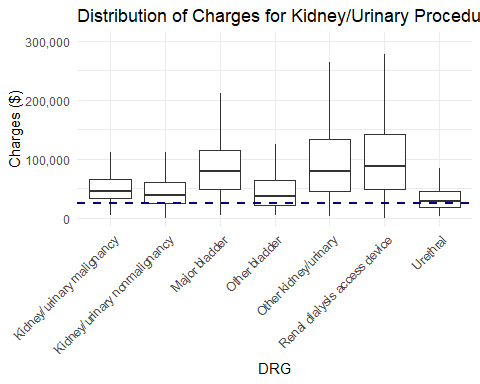 Distribution of Charges for Kidney/Urinary Procedu
Charges ($)
300,000
200,000
100,000
0
Kidney/urinary malignancy
Kidney/urinary nonmalignancy
Major bladder
Other bladder
Other kidney/urinary
Renal dialysis access device
Urethral
DRG